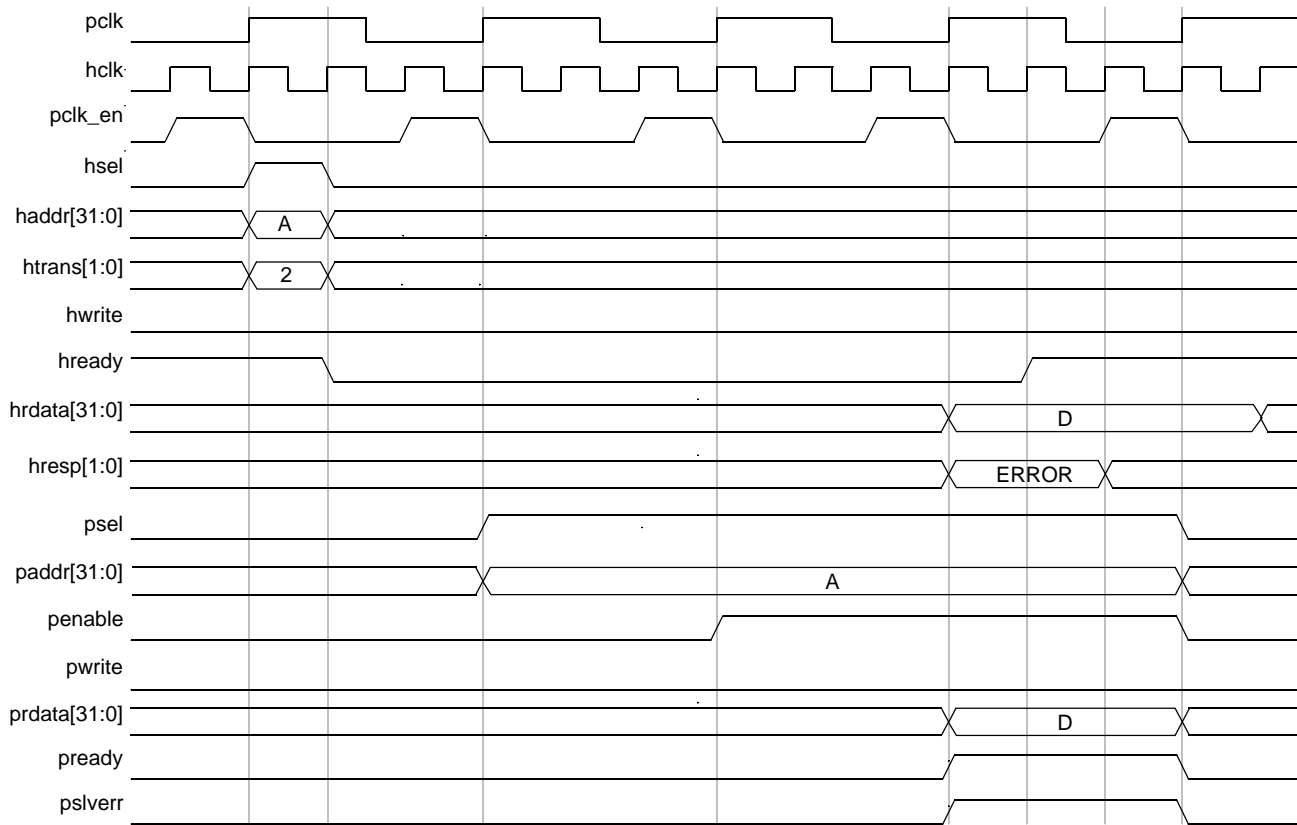 pclk
hclk
pclk_en
hsel
haddr[31:0] A
htrans[1:0] 2
hwrite
hready
hrdata[31:0] D
hresp[1:0] ERROR
psel
paddr[31:0] A
penable
pwrite
prdata[31:0] D
pready
pslverr